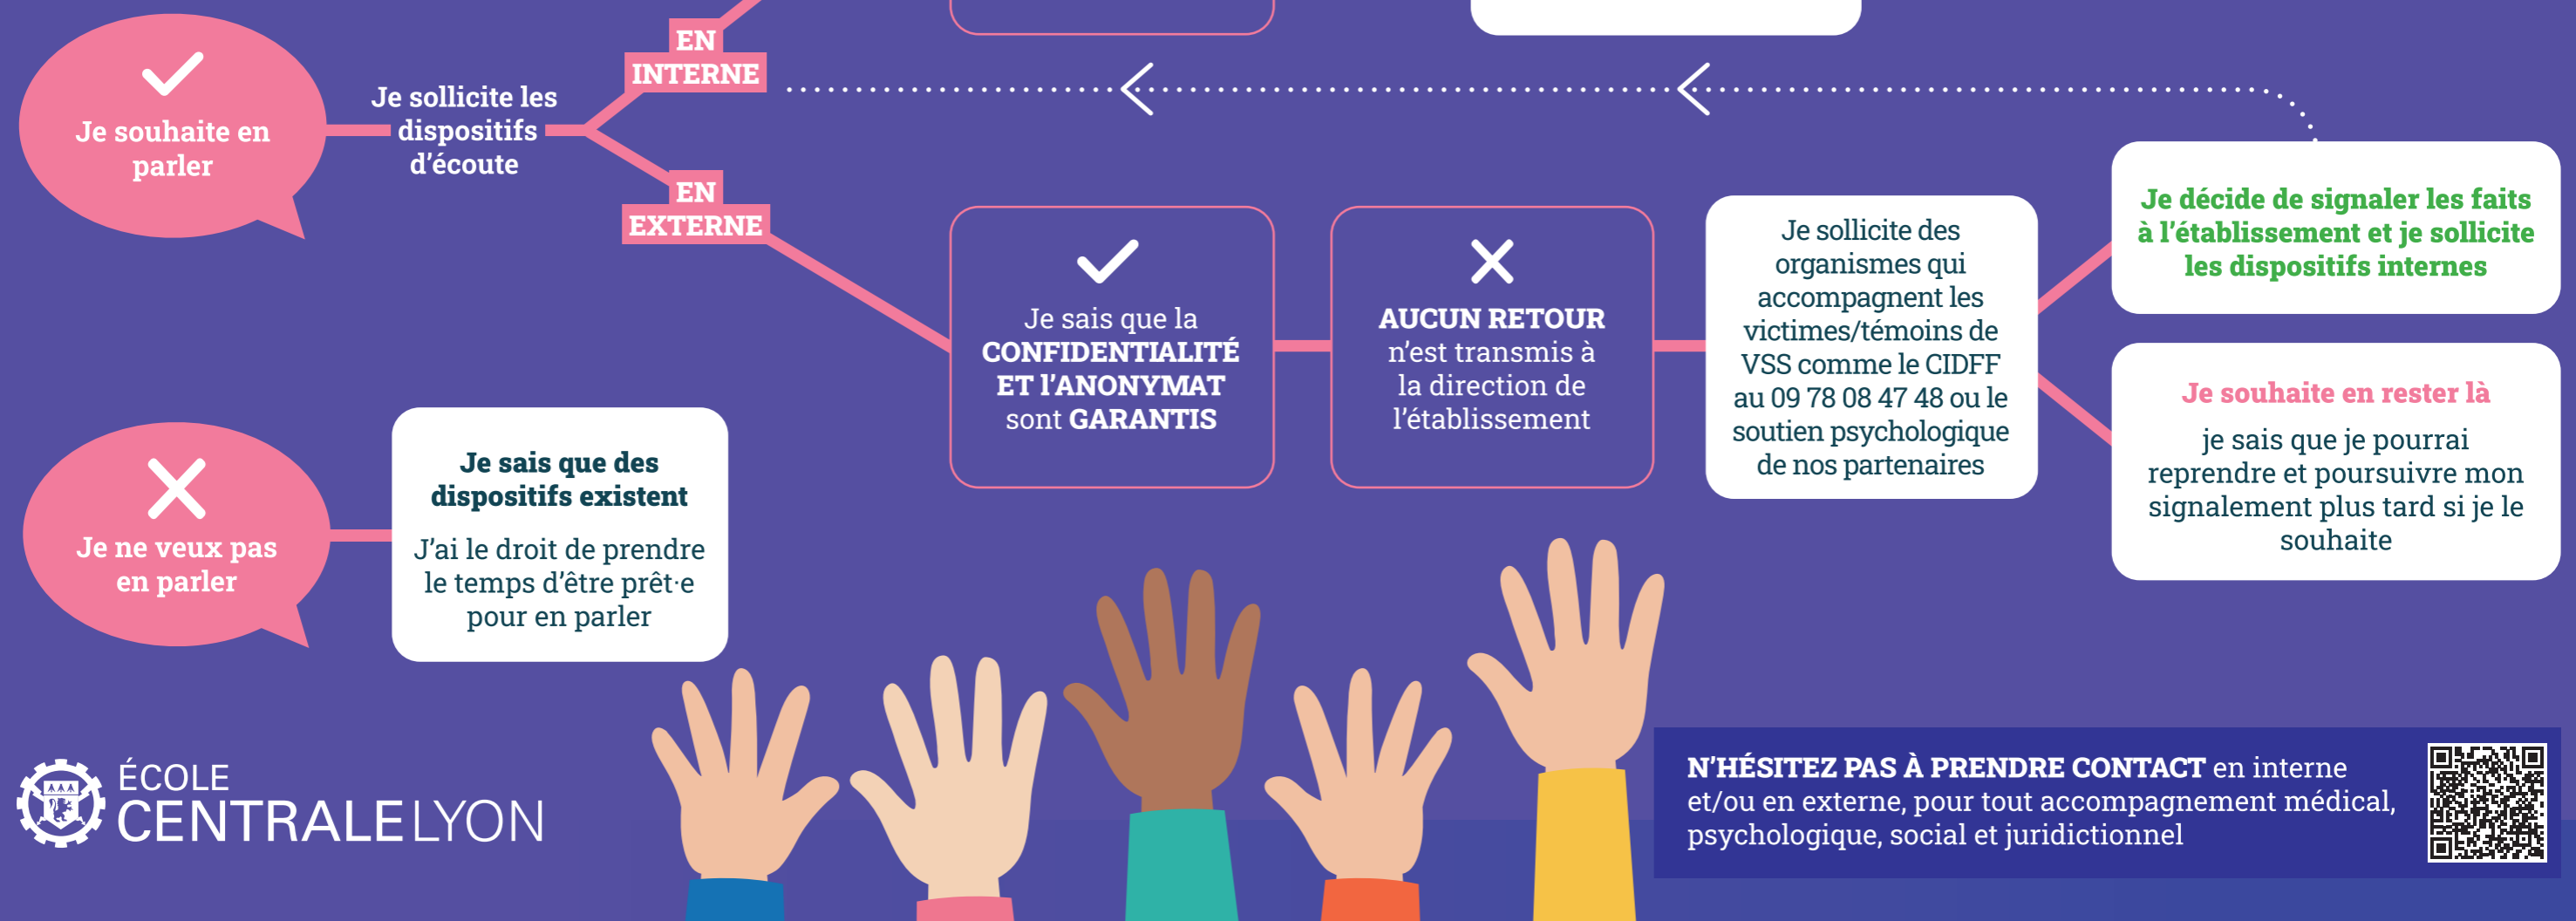 EN
INTERNE
Je souhaite en
parler
Je sollicite les
dispositifs
d'écoute
EN
EXTERNE
Je sais que la
CONFIDENTIALITÉ
ET l'ANONYMAT
sont GARANTIS
AUCUN RETOUR
n'est transmis à
la direction de
l'établissement
Je sollicite des
organismes qui
accompagnent les
victimes/témoins de
VSS comme le CIDFF
au 09 78 08 47 48 ou le
soutien psychologique
de nos partenaires
Je décide de signaler les faits
à l'établissement et je sollicite
les dispositifs internes
Je souhaite en rester là
je sais que je pourrai
reprendre et poursuivre mon
signalement plus tard si je le
souhaite
Je ne veux pas
en parler
Je sais que des
dispositifs existent
J'ai le droit de prendre
le temps d'être prêt·e
pour en parler
ÉCOLE
CENTRALELYON
N'HÉSITEZ PAS À PRENDRE CONTACT en interne
et/ou en externe, pour tout accompagnement médical,
psychologique, social et juridictionnel